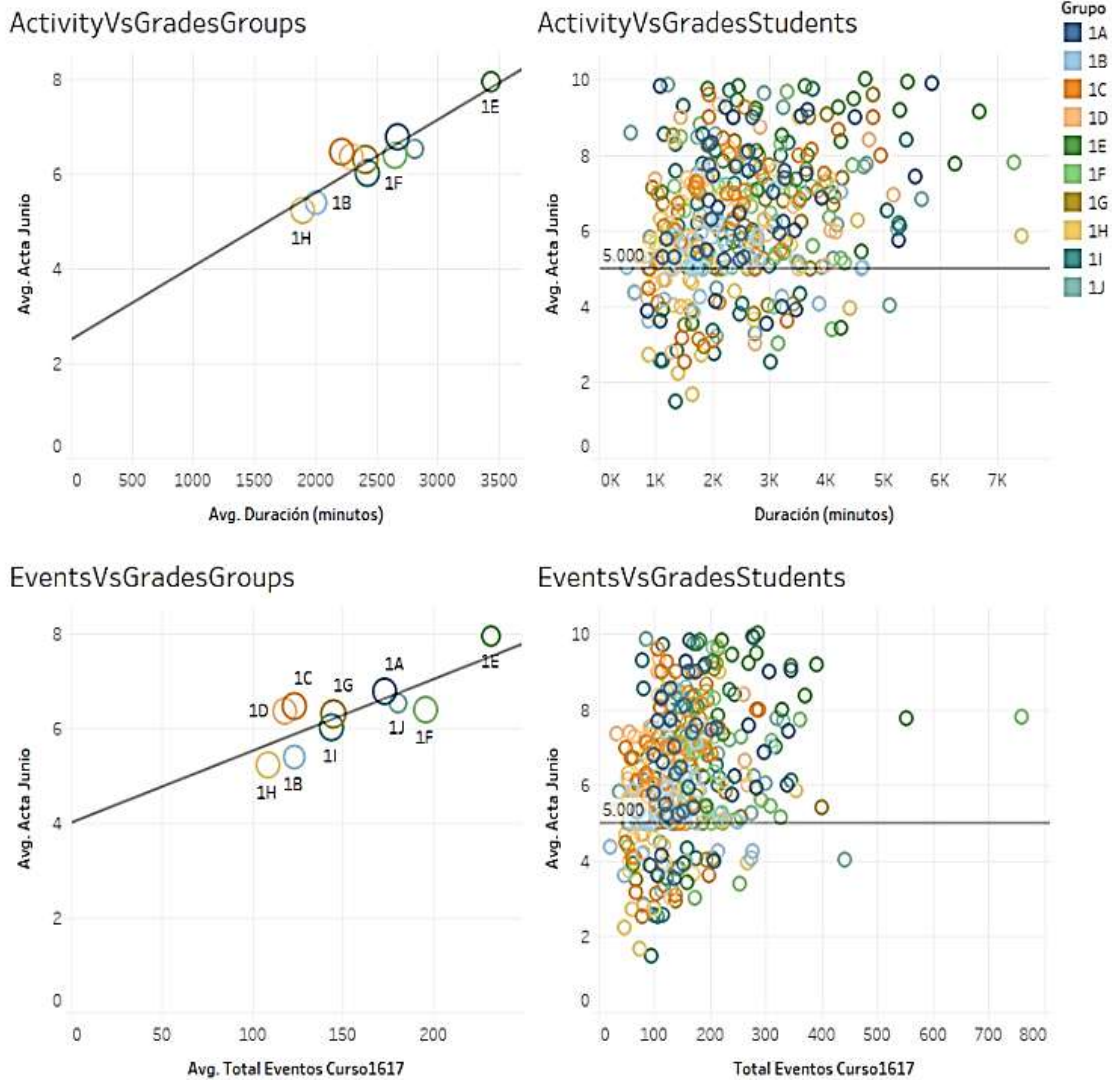 ActivityVsGradesGroups
Avg. Acta Junio
8
6
4
2
0
1E
1F
1B
1H
0 500 1000 1500 2000 2500 3000 3500
Avg. Duración (minutos)
ActivityVsGradesStudents
Avg. Acta Junio
10
8
6
4
2
0
5.000
0K 1K 2K 3K 4K 5K 6K 7K
Duración (minutos)
Grupo
1A
1B
1C
1D
1E
1F
1G
1H
1I
1J
EventsVsGradesGroups
Avg. Acta Junio
8
6
4
2
0
1E
1A
1C
1G
1D
1J
1F
1I
1B
1H
0 50 100 150 200
Avg. Total Eventos Curso1617
EventsVsGradesStudents
Avg. Acta Junio
10
8
6
4
2
0
5.000
0 100 200 300 400 500 600 700 800
Total Eventos Curso1617